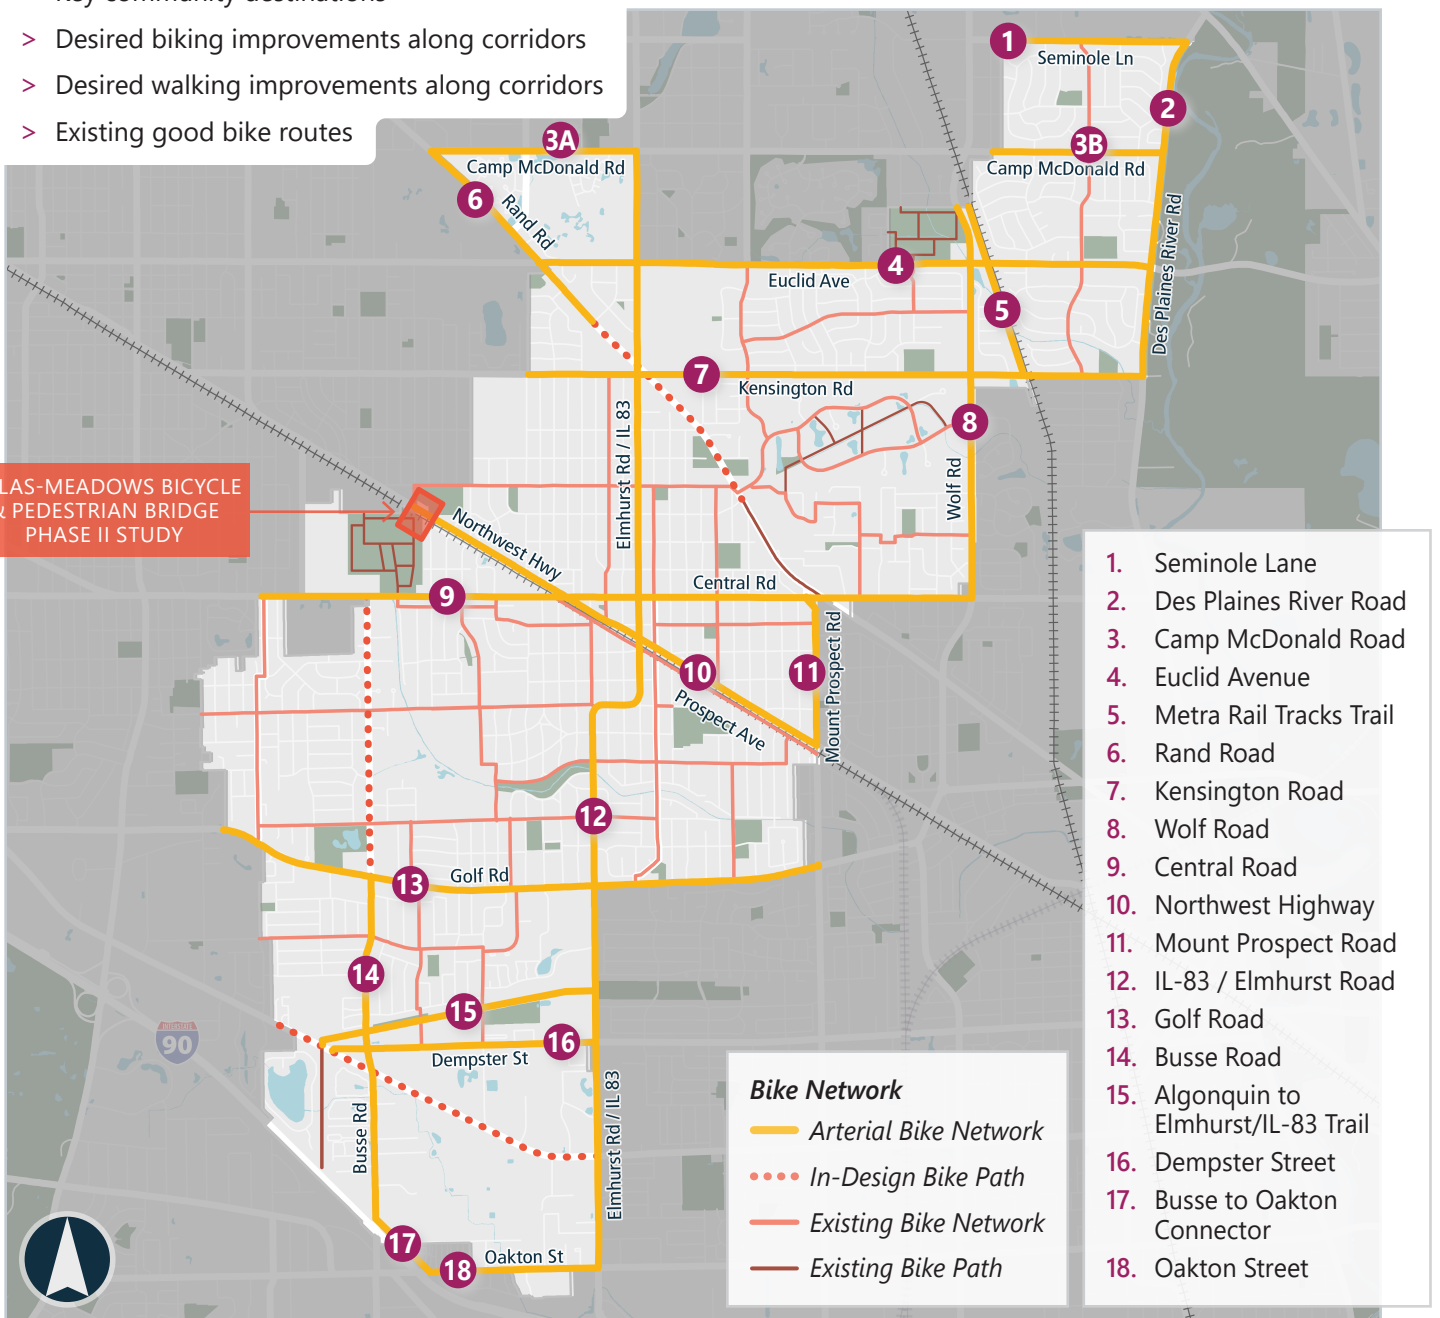 Key community destinations
> Desired biking improvements along corridors
> Desired walking improvements along corridors
> Existing good bike routes
1
Seminole Ln
2
3A
Camp McDonald Rd
3B
Camp McDonald Rd
6
Rand Rd
Des Plaines River Rd
4
Euclid Ave
5
7
Kensington Rd
8
Elmhurst Rd / IL 83
Wolf Rd
LAS-MEADOWS BICYCLE
& PEDESTRIAN BRIDGE
PHASE II STUDY
Northwest Hwy
Central Rd
9
10
11
Prospect Ave
Mount Prospect Rd
12
Golf Rd
13
14
15
16
Dempster St
INTERSTATE
90
Busse Rd
Elmhurst Rd / IL 83
17
18
Oakton St
Bike Network
Arterial Bike Network
In-Design Bike Path
Existing Bike Network
Existing Bike Path
1. Seminole Lane
2. Des Plaines River Road
3. Camp McDonald Road
4. Euclid Avenue
5. Metra Rail Tracks Trail
6. Rand Road
7. Kensington Road
8. Wolf Road
9. Central Road
10. Northwest Highway
11. Mount Prospect Road
12. IL-83 / Elmhurst Road
13. Golf Road
14. Busse Road
15. Algonquin to
Elmhurst/IL-83 Trail
16. Dempster Street
17. Busse to Oakton
Connector
18. Oakton Street